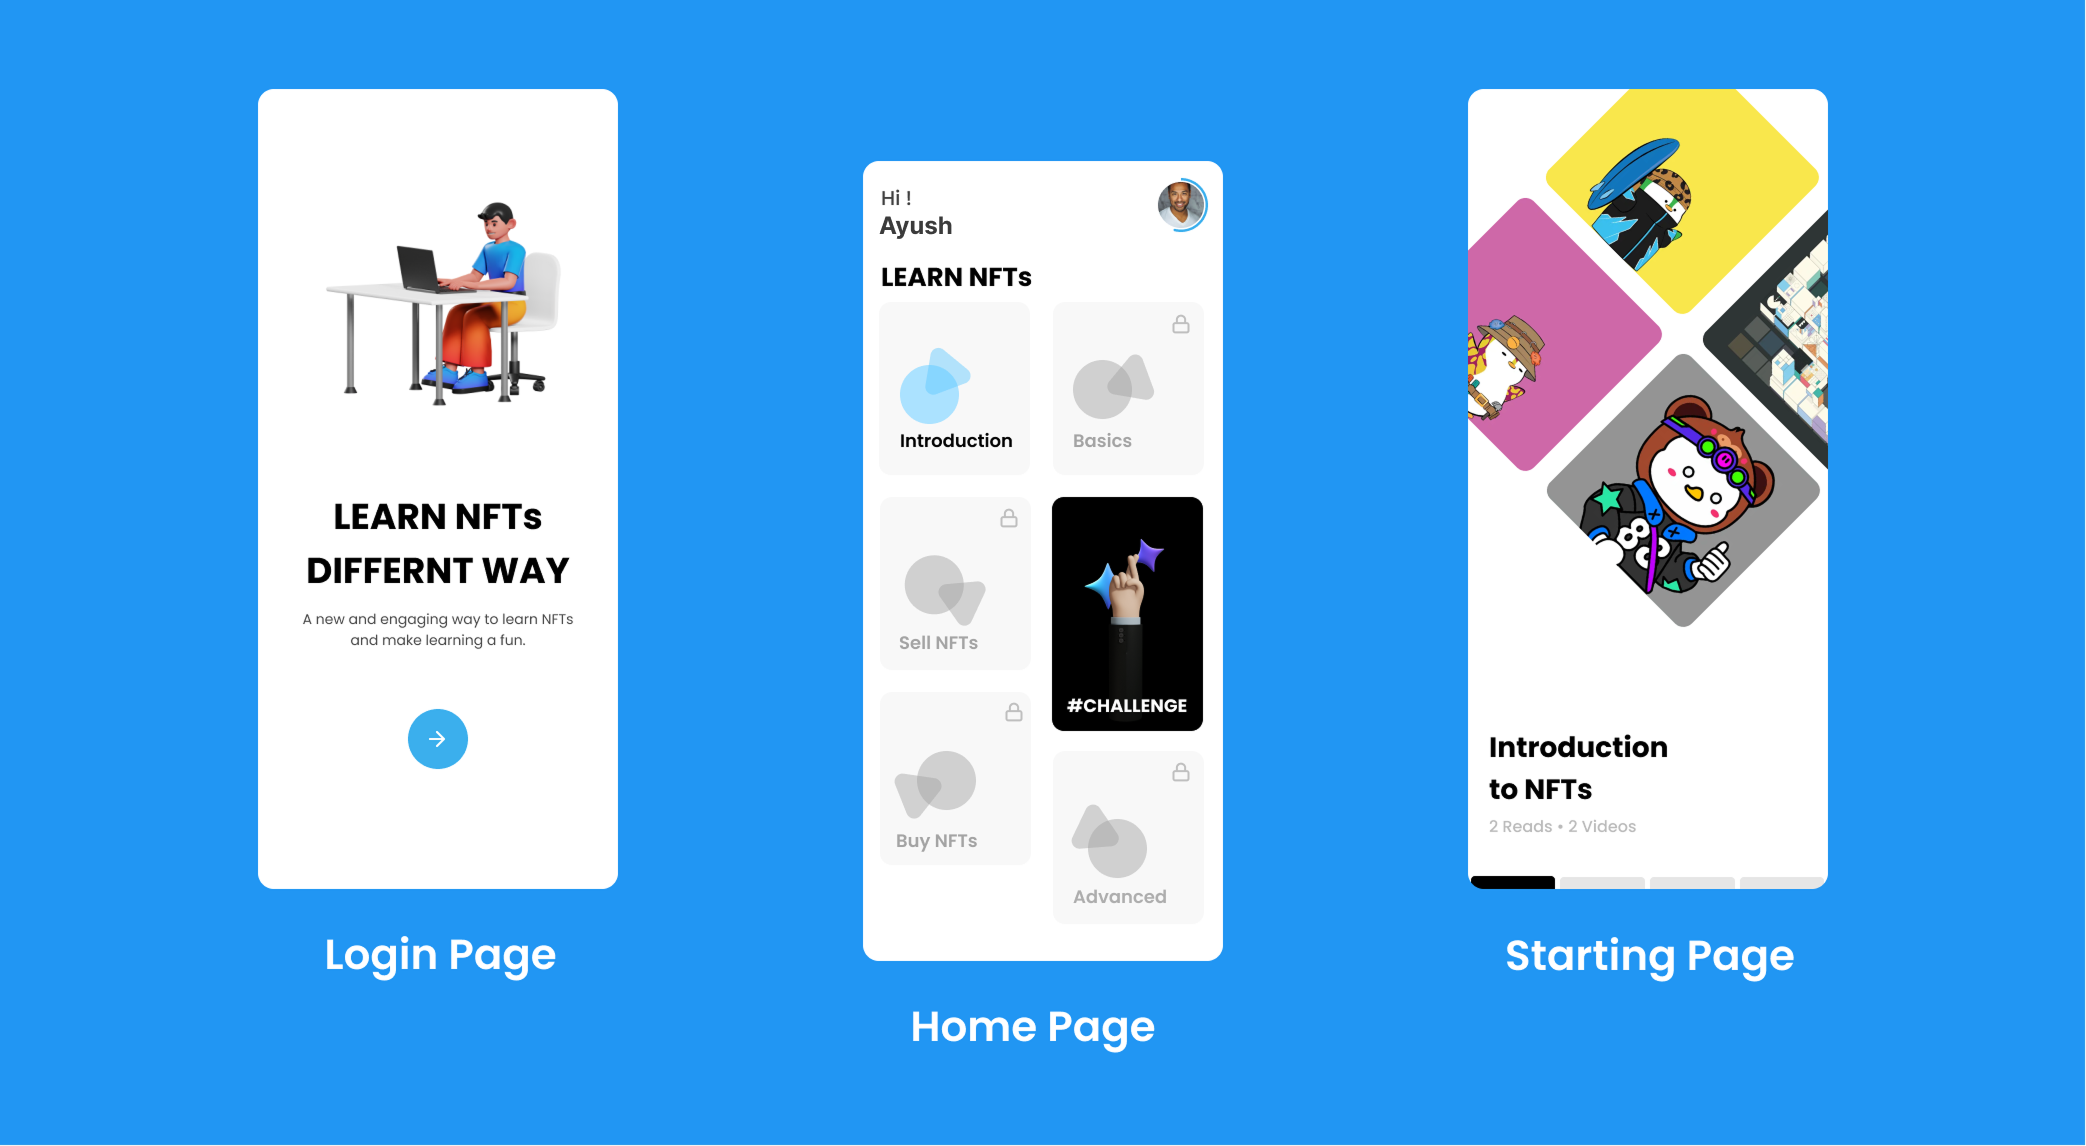 LEARN NFTs
DIFFERNT WAY
A new and engaging way to learn NFTs
and make learning a fun.
Login Page
Hi !
Ayush
LEARN NFTs
Introduction
Basics
Sell NFTs
#CHALLENGE
Buy NFTs
Advanced
Home Page
Introduction
to NFTs
2 Reads • 2 Videos
Starting Page